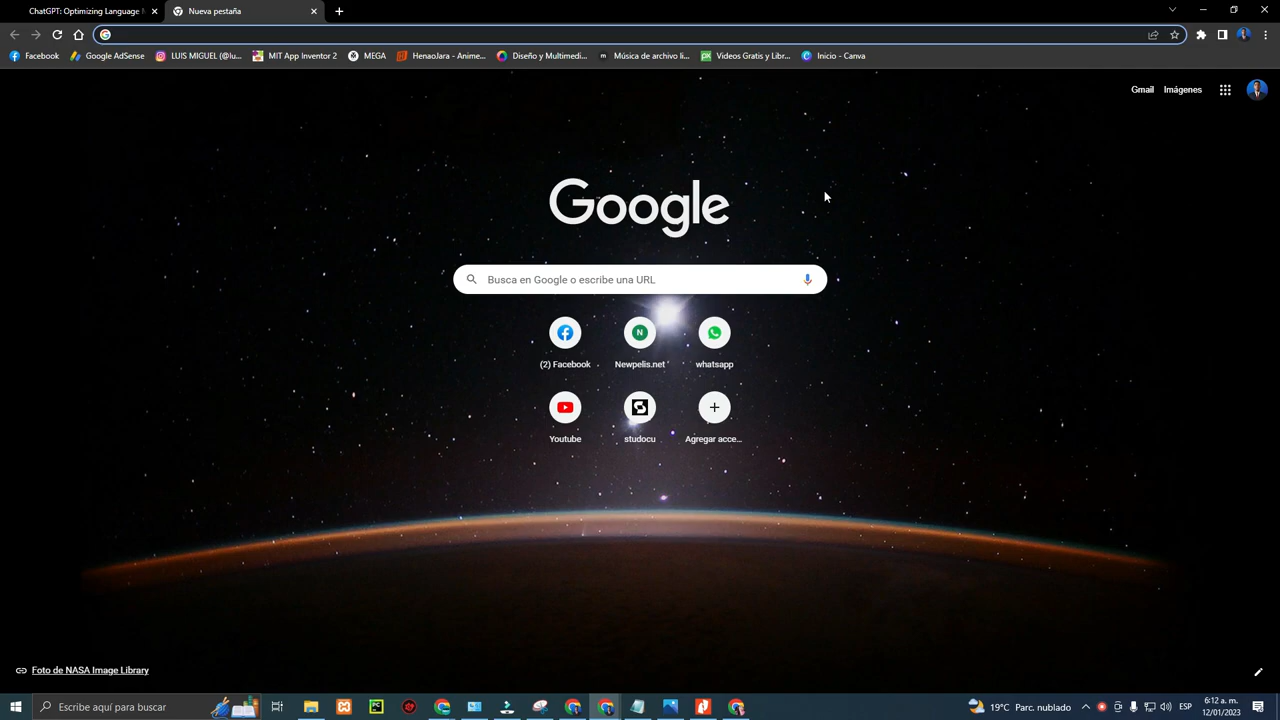 ChatGPT: Optimizing Language
Nueva pestaña
Facebook
Google AdSense
LUIS MIGUEL (@lu...
MIT App Inventor 2
MEGA
HenaoJara - Anime...
Diseño y Multimedi...
Música de archivo li...
Videos Gratis y Libr...
Inicio - Canva
Gmail
Imágenes
Google
Busca en Google o escribe una URL
(2) Facebook
N
Newpelis.net
whatsapp
Youtube
studocu
Agregar acce...
Foto de NASA Image Library
Escribe aquí para buscar
19°C Parc. nublado
ESP
6:12 a. m.
12/01/2023